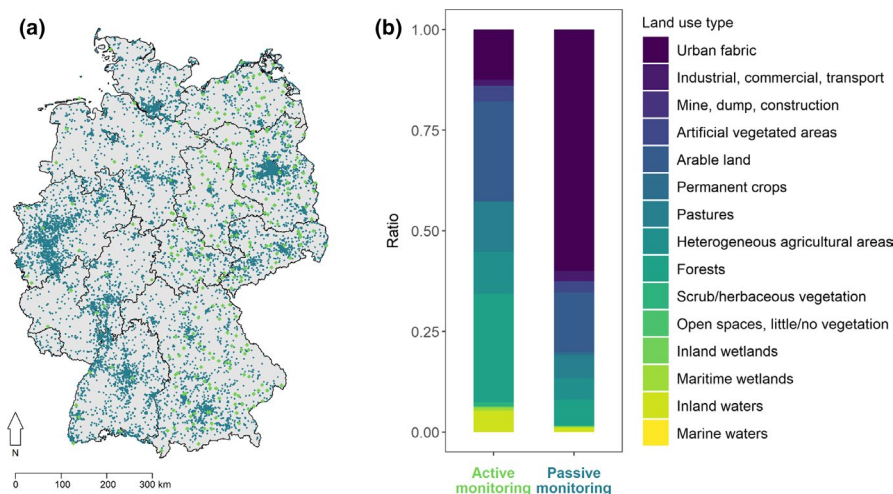 (a)
N
0 100 200 300 km
(b)
1.00
0.75
0.50
0.25
0.00
Ratio
Active
monitoring
Passive
monitoring
Land use type
Urban fabric
Industrial, commercial, transport
Mine, dump, construction
Artificial vegetated areas
Arable land
Permanent crops
Pastures
Heterogeneous agricultural areas
Forests
Scrub/herbaceous vegetation
Open spaces, little/no vegetation
Inland wetlands
Maritime wetlands
Inland waters
Marine waters